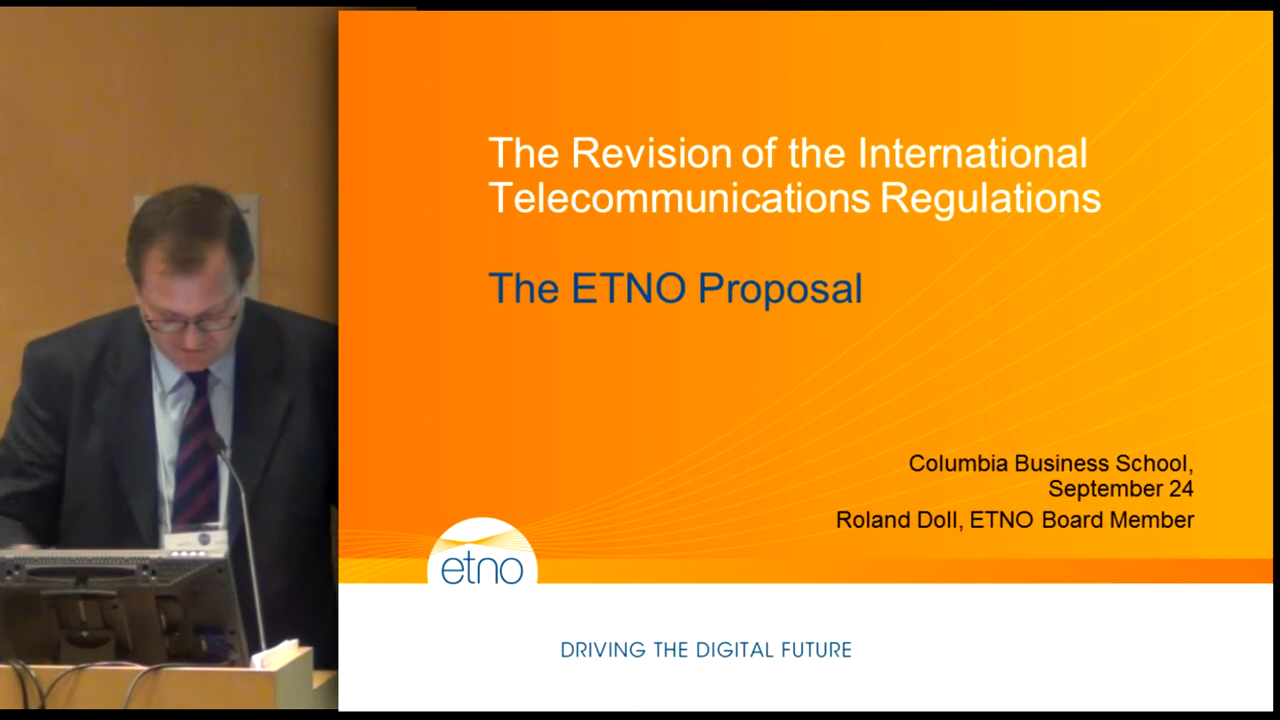 The Revision of the International
Telecommunications Regulations
The ETNO Proposal
Columbia Business School,
September 24
Roland Doll, ETNO Board Member
etno
DRIVING THE DIGITAL FUTURE